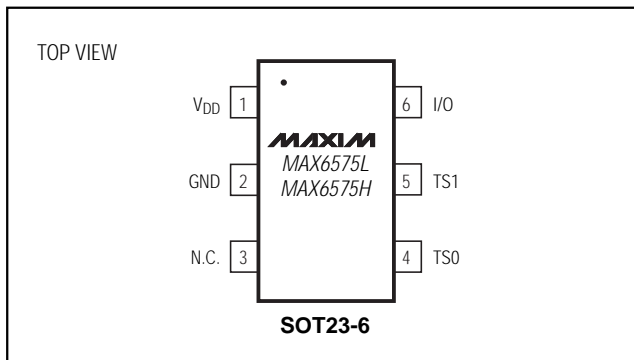 TOP VIEW
VDD 1
6 I/O
MAXIM
MAX6575L
MAX6575H
GND 2
5 TS1
N.C. 3
4 TS0
SOT23-6